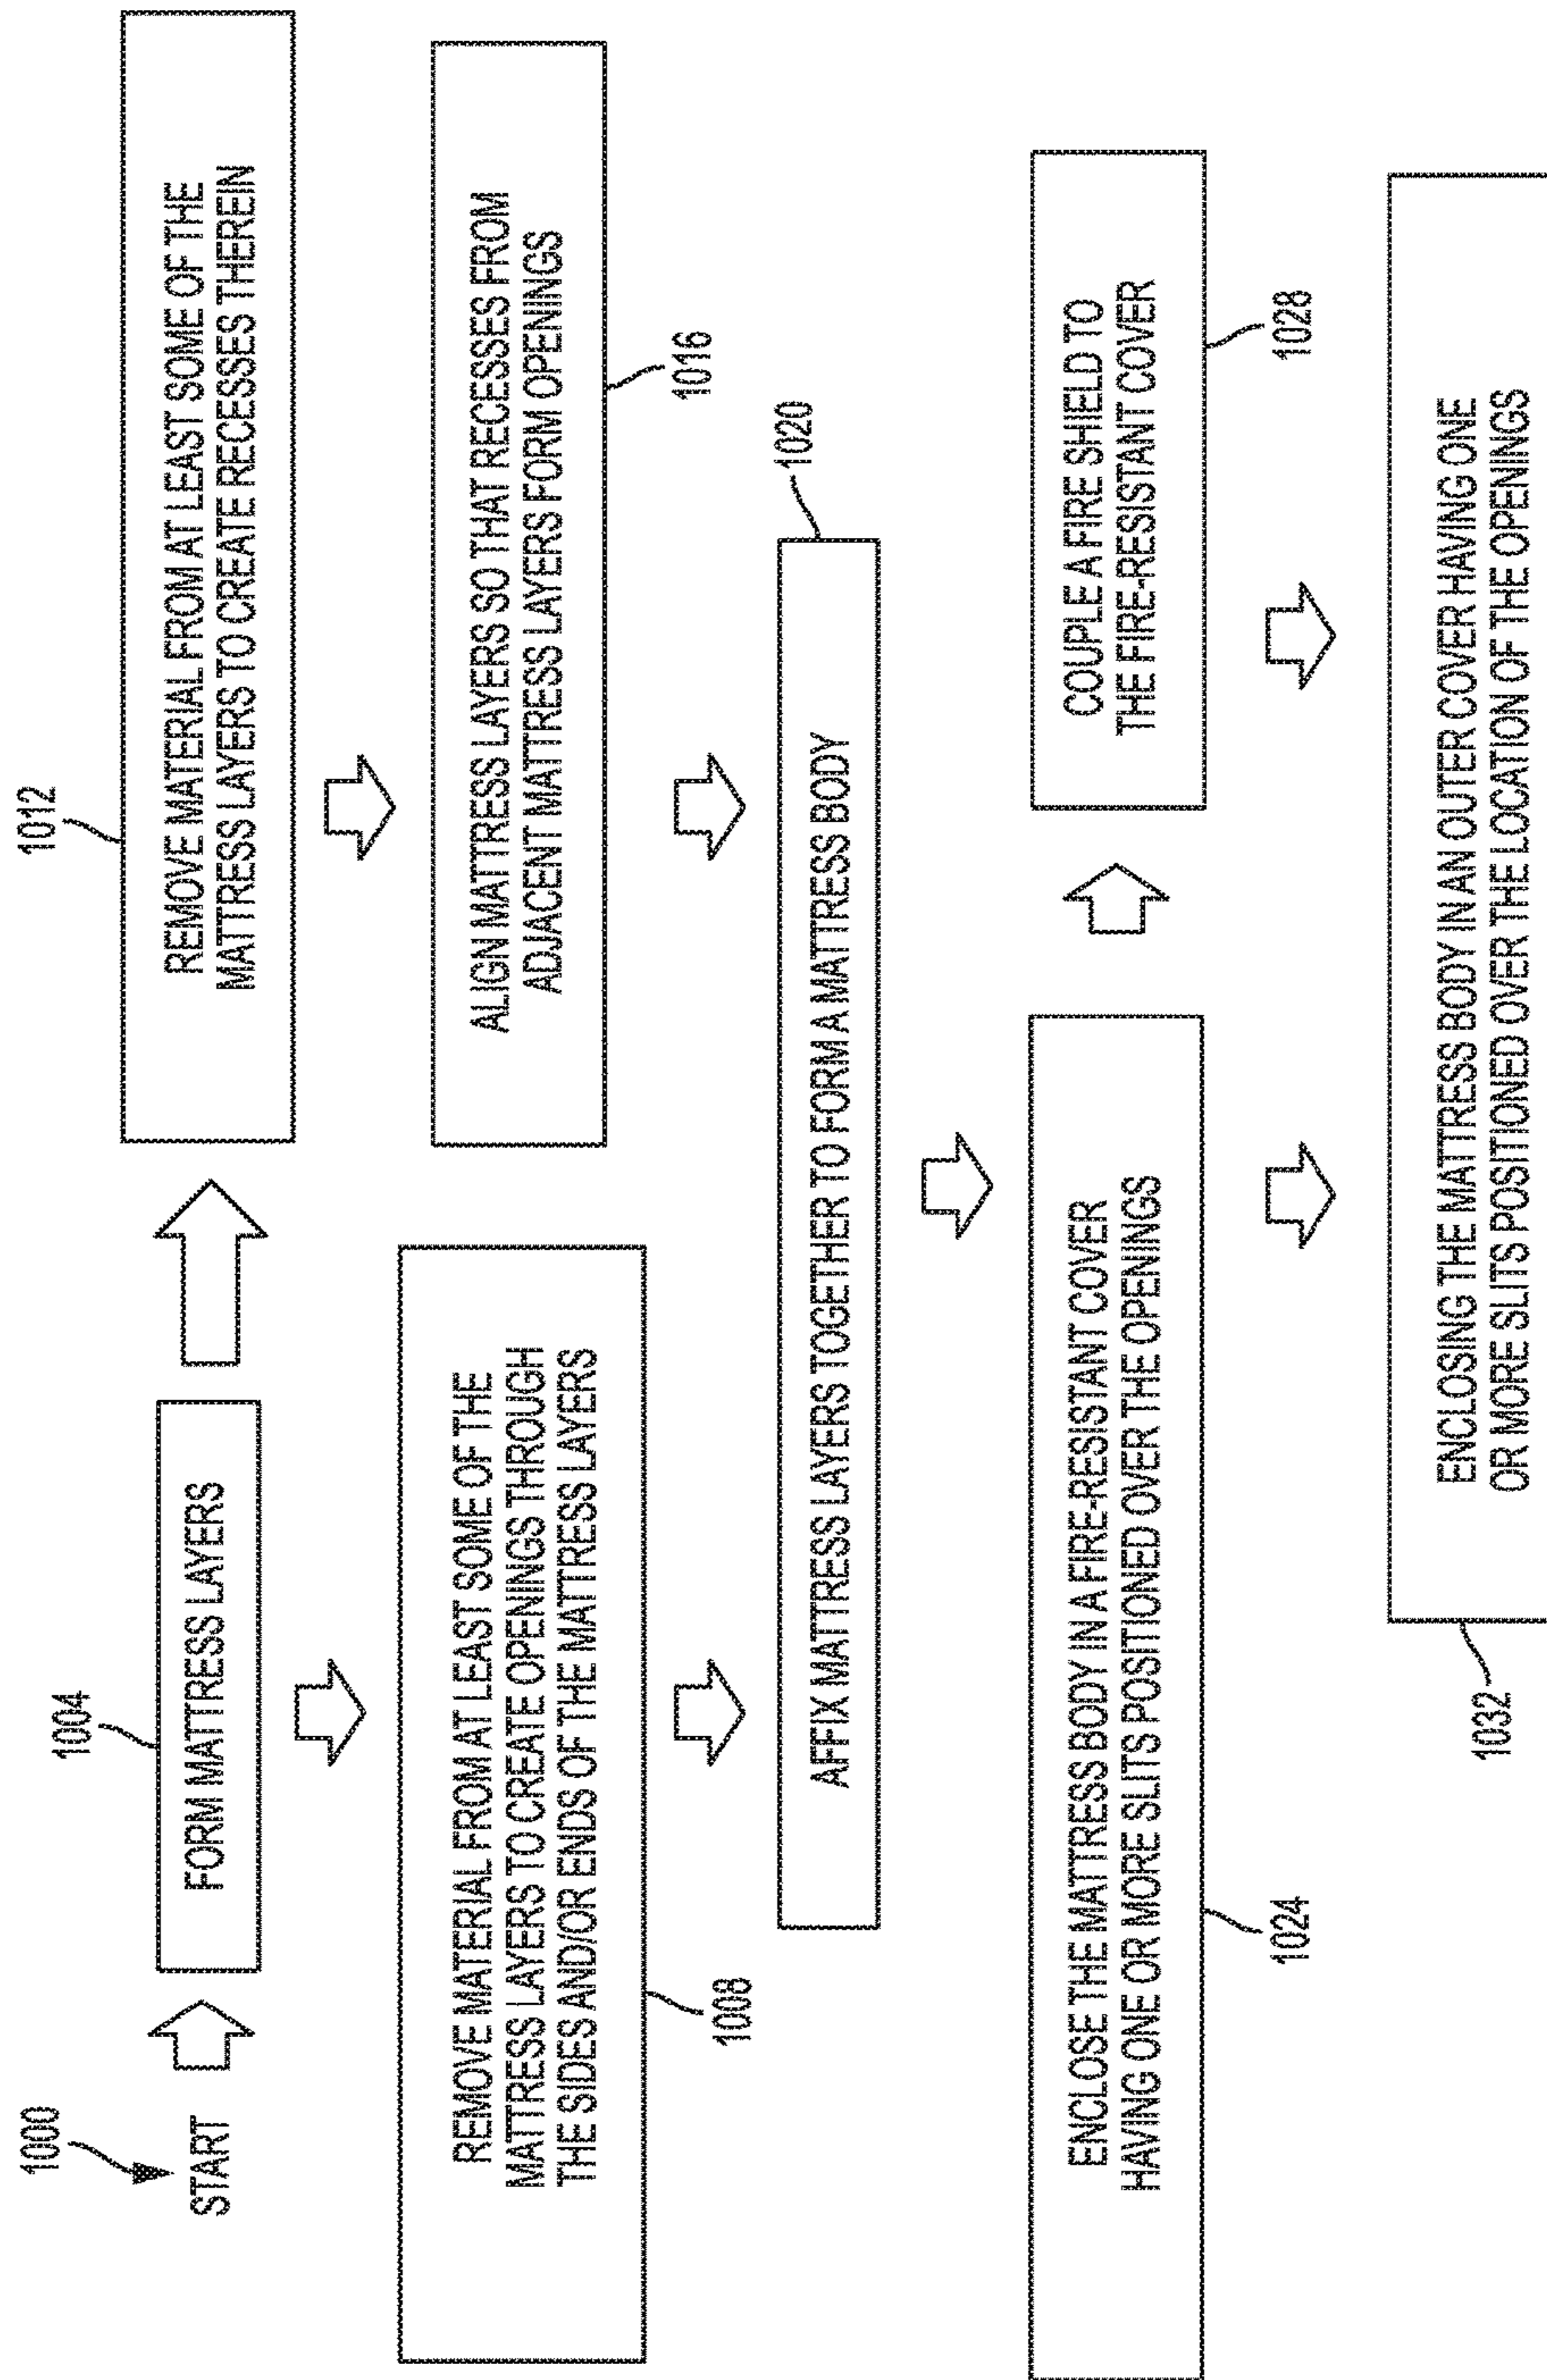 1000
START
1004
FORM MATTRESS LAYERS
1012
REMOVE MATERIAL FROM AT LEAST SOME OF THE
MATTRESS LAYERS TO CREATE RECESSES THEREIN
REMOVE MATERIAL FROM AT LEAST SOME OF THE
MATTRESS LAYERS TO CREATE OPENINGS THROUGH
THE SIDES AND/OR ENDS OF THE MATTRESS LAYERS
1008
ALIGN MATTRESS LAYERS SO THAT RECESSES FROM
ADJACENT MATTRESS LAYERS FORM OPENINGS
1016
1020
AFFIX MATTRESS LAYERS TOGETHER TO FORM A MATTRESS BODY
ENCLOSE THE MATTRESS BODY IN A FIRE-RESISTANT COVER
HAVING ONE OR MORE SLITS POSITIONED OVER THE OPENINGS
1024
COUPLE A FIRE SHIELD TO
THE FIRE-RESISTANT COVER
1028
ENCLOSING THE MATTRESS BODY IN AN OUTER COVER HAVING ONE
OR MORE SLITS POSITIONED OVER THE LOCATION OF THE OPENINGS
1032